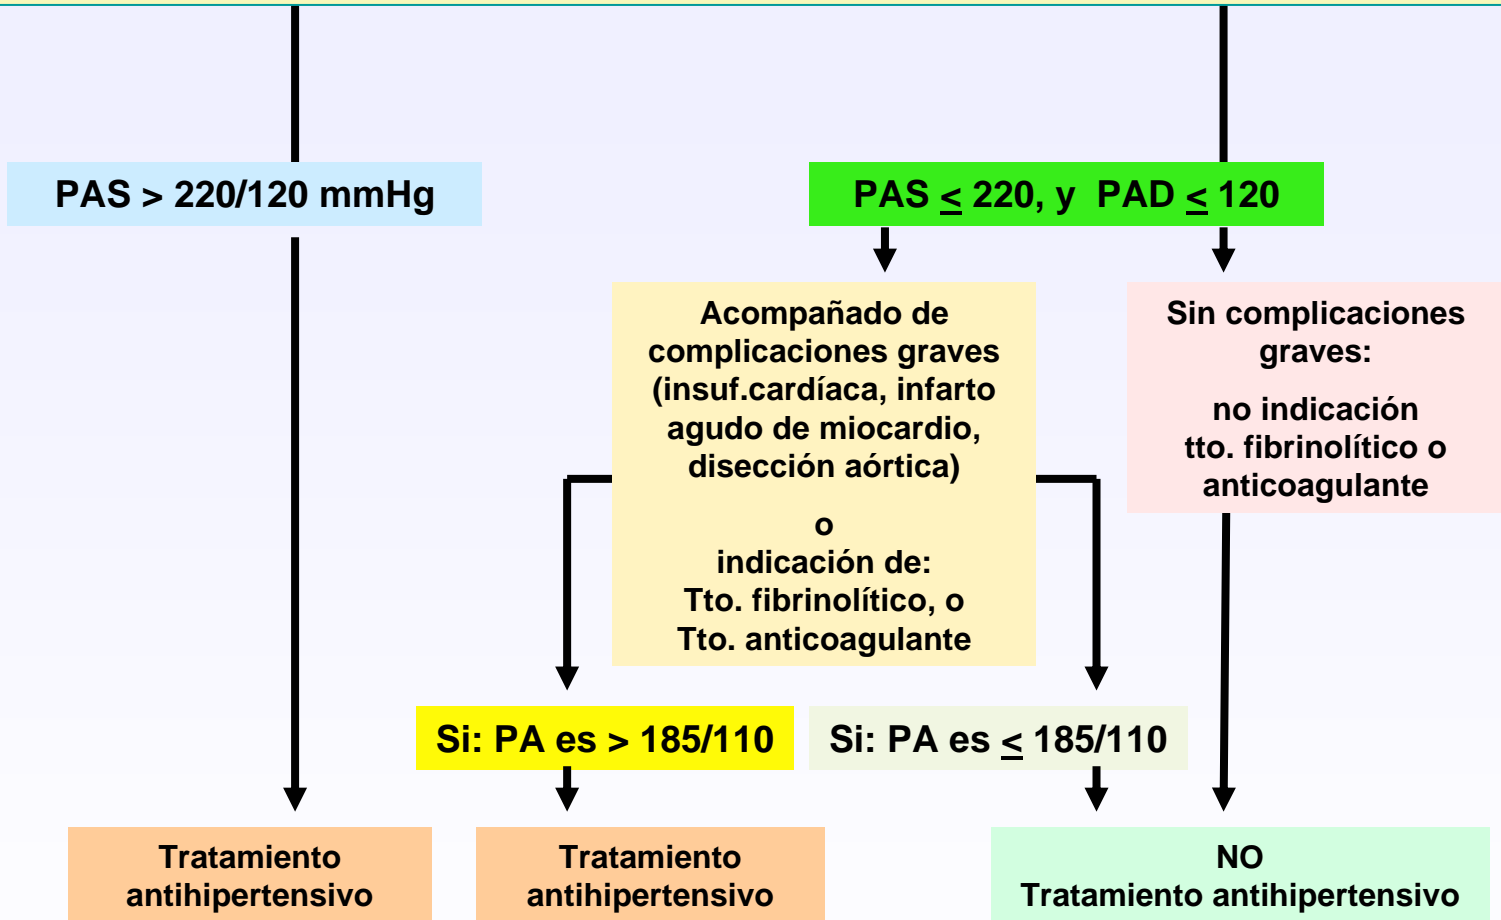 PAS > 220/120 mmHg
PAS ≤ 220, y PAD ≤ 120
Acompañado de
complicaciones graves
(insuf.cardíaca, infarto
agudo de miocardio,
disección aórtica)
o
indicación de:
Tto. fibrinolítico, o
Tto. anticoagulante
Sin complicaciones
graves:
no indicación
tto. fibrinolítico o
anticoagulante
Si: PA es > 185/110
Si: PA es ≤ 185/110
Tratamiento
antihipertensivo
Tratamiento
antihipertensivo
NO
Tratamiento antihipertensivo